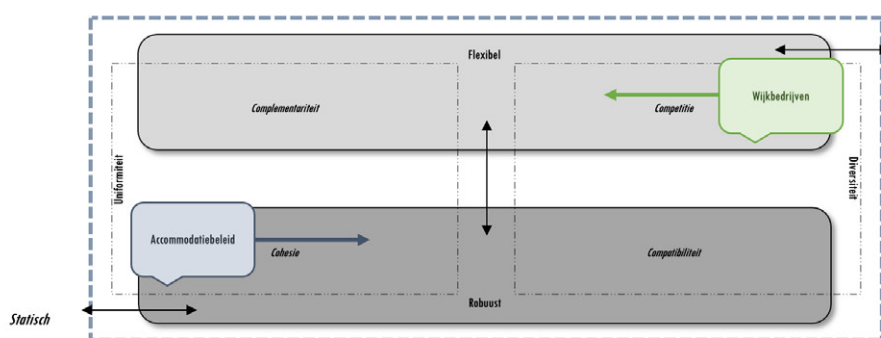 Flexibel
Complementariteit
Competitie
Wijkbedrijven
Uniformiteit
Diversiteit
Accommodatiebeleid
Cohesie
Compatibiliteit
Robuust
Statisch